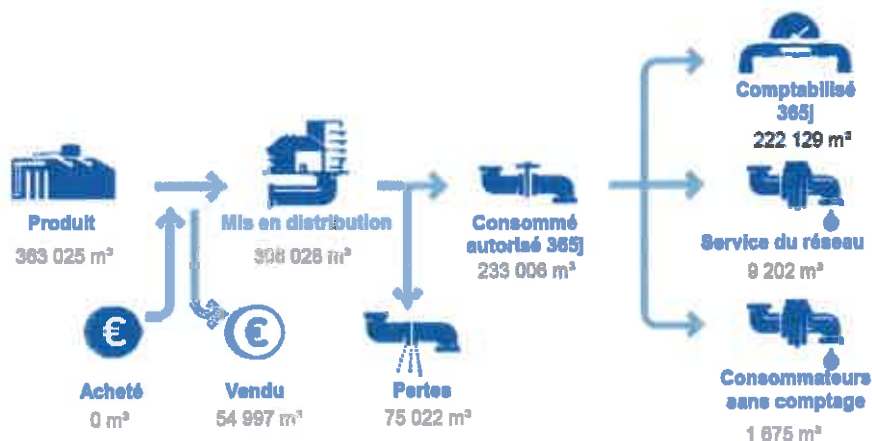 Produit
363 025 m³
Acheté
0 m³
Vendu
54 997 m³
Mis en distribution
308 028 m³
Pertes
75 022 m³
Consommé
autorisé 365j
233 006 m³
Comptabilisé
365j
222 129 m³
Service du réseau
9 202 m³
Consommateurs
sans comptage
1 675 m³